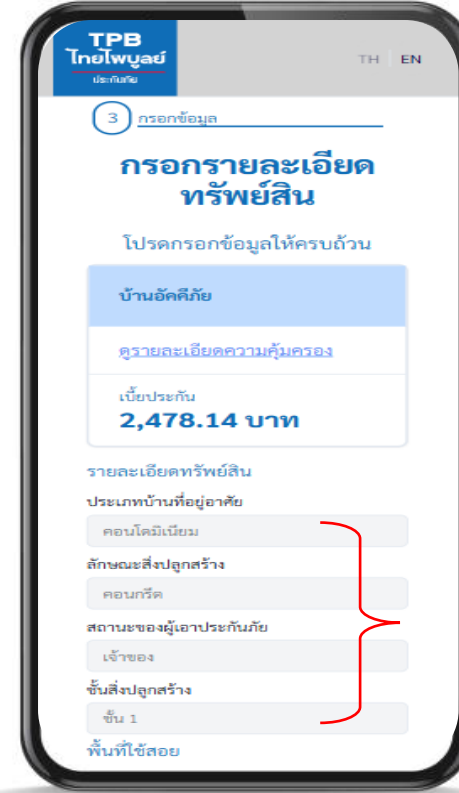 TPB
ไทยไพบูลย์
ประกันภัย
TH EN
3 กรอกข้อมูล
กรอกรายละเอียด
ทรัพย์สิน
โปรดกรอกข้อมูลให้ครบถ้วน
บ้านอัคคีภัย
ดูรายละเอียดความคุ้มครอง
เบี้ยประกัน
2,478.14 บาท
รายละเอียดทรัพย์สิน
ประเภทบ้านที่อยู่อาศัย
คอนโดมิเนียม
ลักษณะสิ่งปลูกสร้าง
คอนกรีต
สถานะของผู้เอาประกันภัย
เจ้าของ
ชั้นสิ่งปลูกสร้าง
ชั้น 1
พื้นที่ใช้สอย